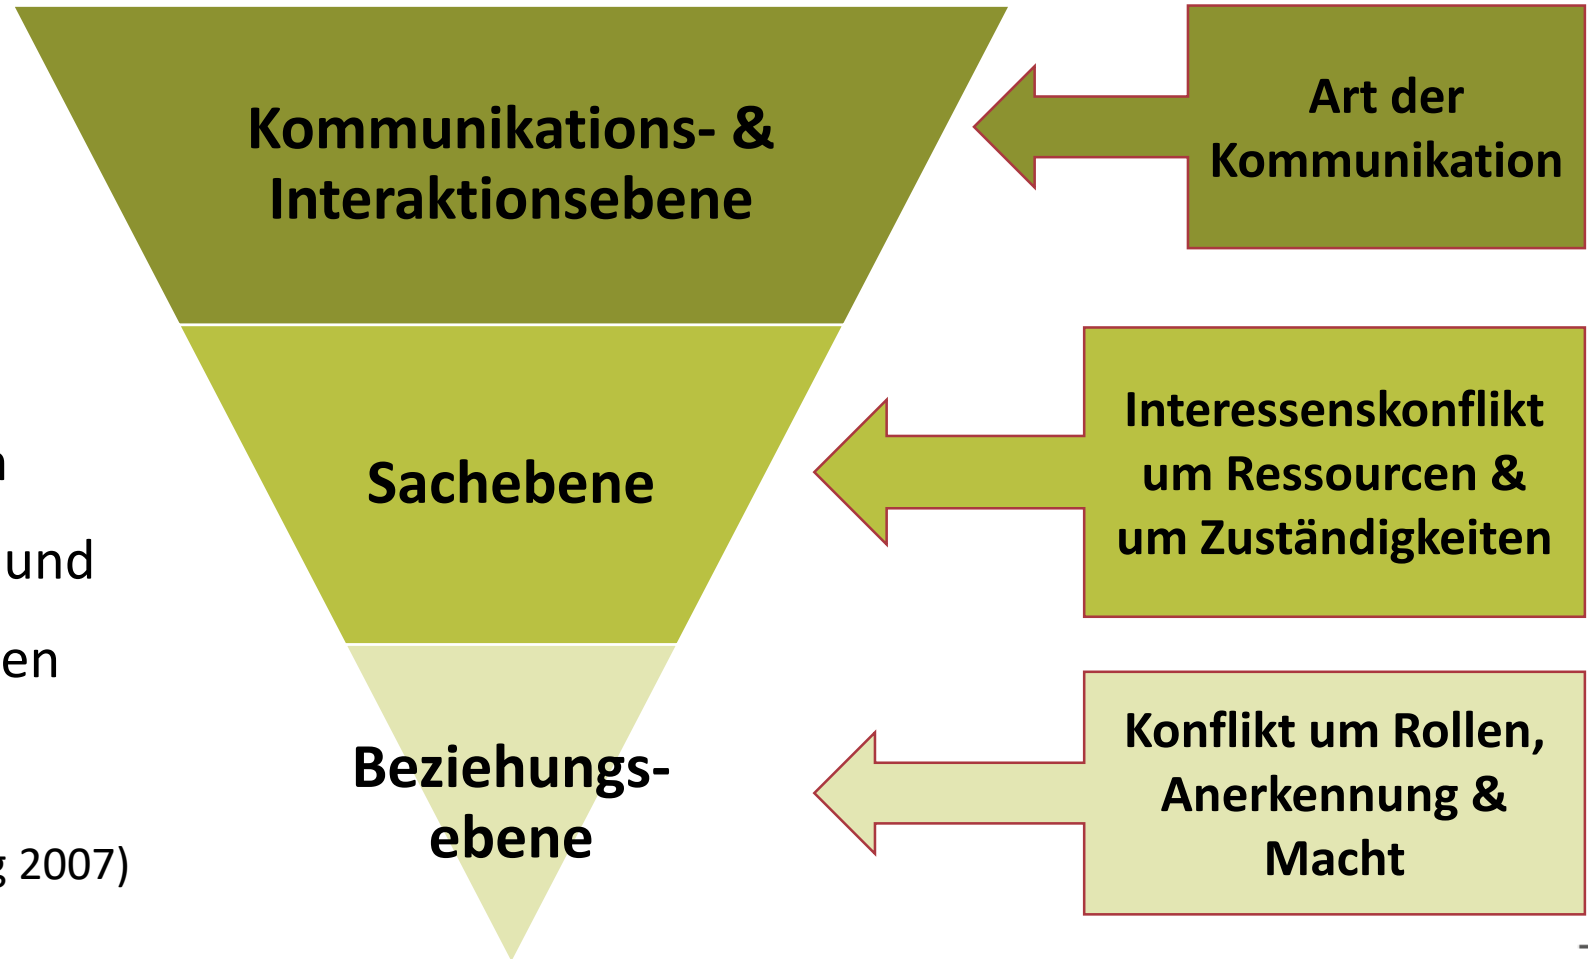 Kommunikations- &
Interaktionsebene
Art der
Kommunikation
Sachebene
Interessenskonflikt
um Ressourcen &
um Zuständigkeiten
und
Beziehungs-
ebene
Konflikt um Rollen,
Anerkennung &
Macht
2007)